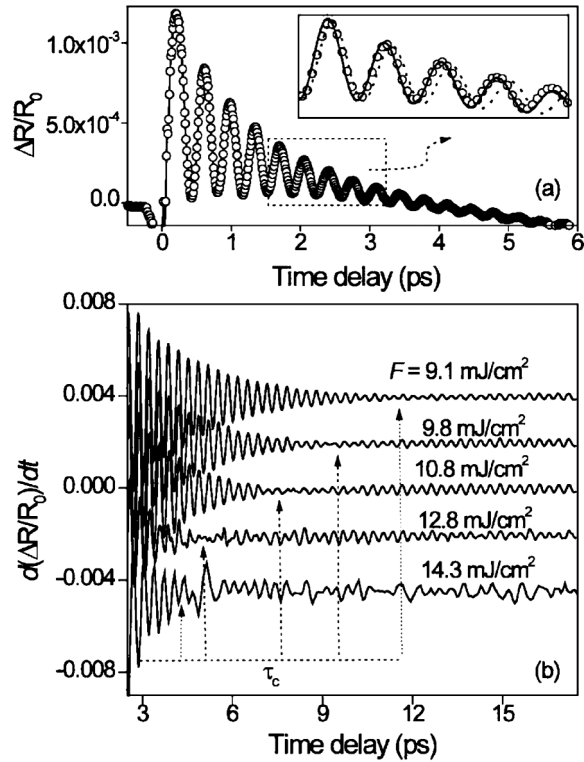 1.0x10⁻³
5.0x10⁻⁴
0.0
ΔR/R₀
(a)
0 1 2 3 4 5 6
Time delay (ps)
0.008
0.004
0.000
-0.004
-0.008
d(ΔR/R₀)/dt
F = 9.1 mJ/cm²
9.8 mJ/cm²
10.8 mJ/cm²
12.8 mJ/cm²
14.3 mJ/cm²
τc
(b)
3 6 9 12 15
Time delay (ps)